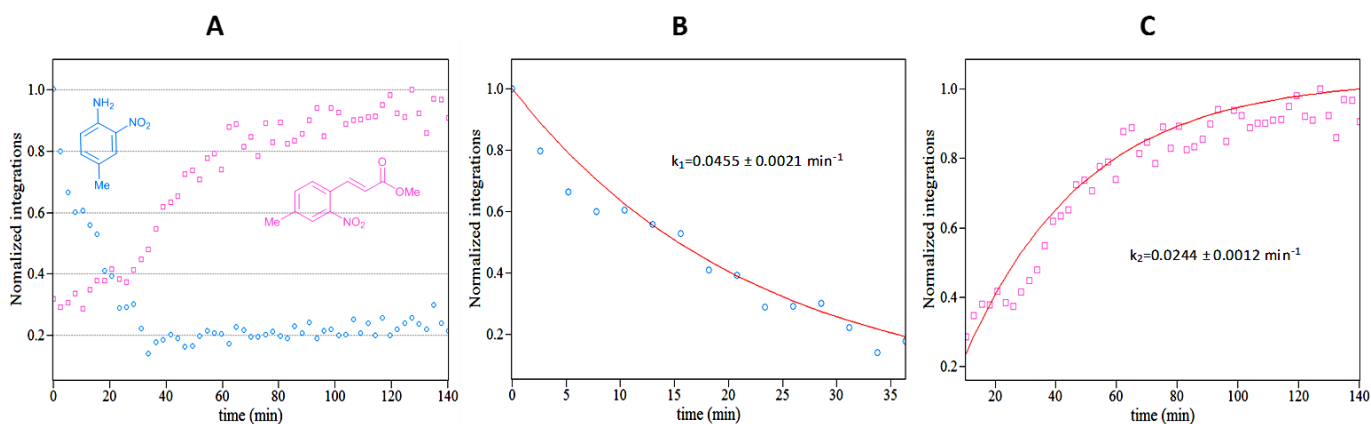 A
B
C
Normalized integrations
1.0
0.8
0.6
0.4
0.2
NH₂
NO₂
Me
O
OMe
Me
NO₂
0
20
40
60
80
100
120
140
time (min)
Normalized integrations
1.0
0.8
0.6
0.4
0.2
k₁=0.0455 ± 0.0021 min⁻¹
0
5
10
15
20
25
30
35
time (min)
Normalized integrations
1.0
0.8
0.6
0.4
0.2
k₂=0.0244 ± 0.0012 min⁻¹
20
40
60
80
100
120
140
time (min)